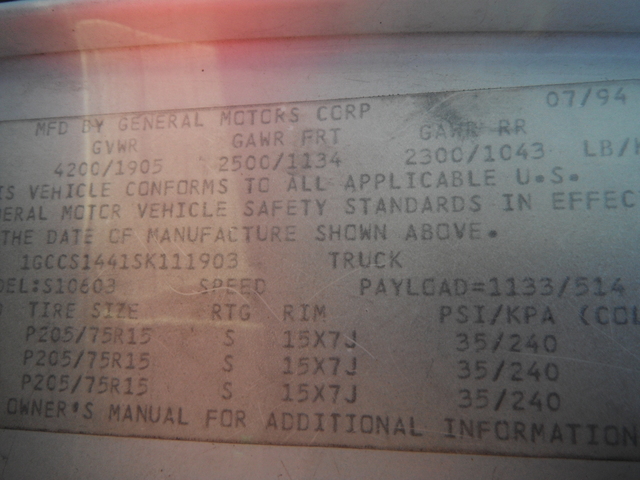 MFD BY GENERAL MOTORS CORP 07/94
GVWR GAWR FRT GAWR RR
4200/1905 2500/1134 2300/1043 LB/K
IS VEHICLE CONFORMS TO ALL APPLICABLE U.S.
DERAL MOTOR VEHICLE SAFETY STANDARDS IN EFFEC
THE DATE OF MANUFACTURE SHOWN ABOVE.
1GCCS1441SK111903 TRUCK
DEL:S10603 SPEED PAYLOAD=1133/514
TIRE SIZE RTG RIM PSI/KPA (COL
P205/75R15 S 15X7J 35/240
P205/75R15 S 15X7J 35/240
P205/75R15 S 15X7J 35/240
OWNER'S MANUAL FOR ADDITIONAL INFORMATION